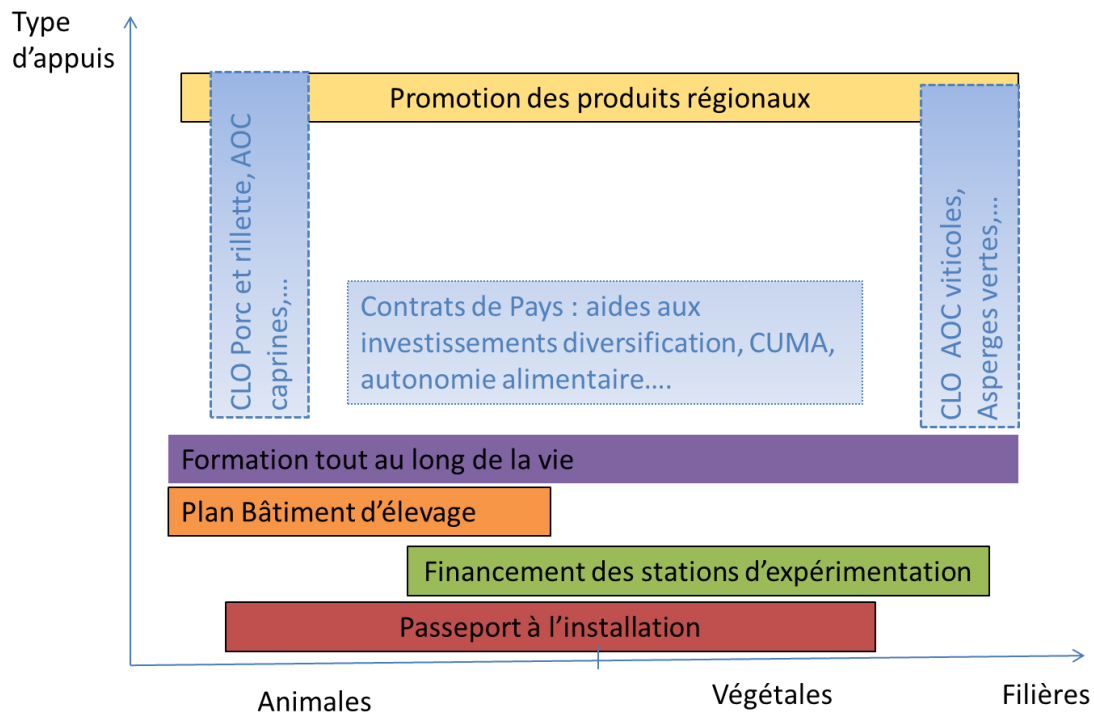 Type
d'appuis
Promotion des produits régionaux
CLO Porc et rillette, AOC
caprines,...
Contrats de Pays : aides aux
investissements diversification, CUMA,
autonomie alimentaire....
CLO  AOC viticoles,
Asperges vertes,...
Formation tout au long de la vie
Plan Bâtiment d'élevage
Financement des stations d'expérimentation
Passeport à l'installation
Animales
Végétales
Filières